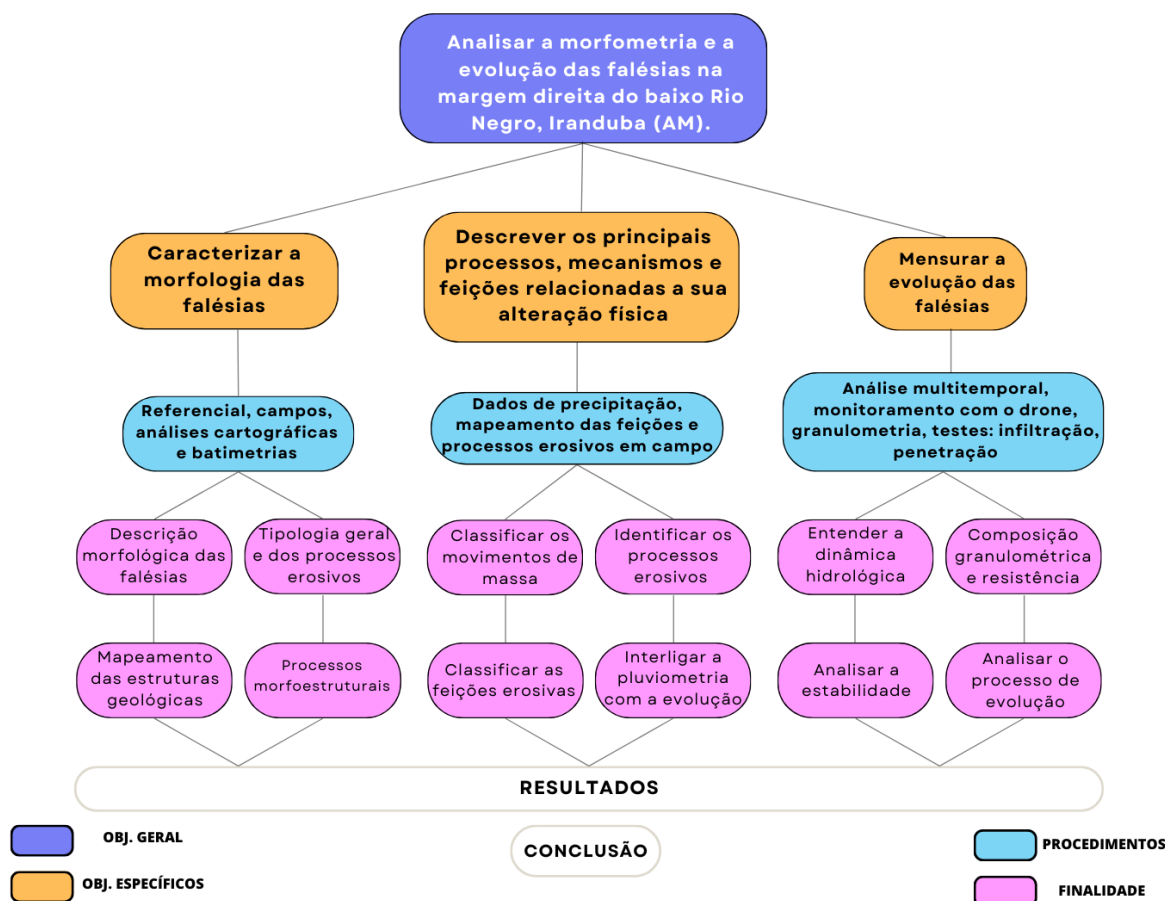 Analisar a morfometria e a
evolução das falésias na
margem direita do baixo Rio
Negro, Iranduba (AM).
Caracterizar a
morfologia das
falésias
Descrever os principais
processos, mecanismos e
feições relacionadas a sua
alteração física
Mensurar a
evolução das
falésias
Referencial, campos,
análises cartográficas
e batimetrias
Dados de precipitação,
mapeamento das feições e
processos erosivos em campo
Análise multitemporal,
monitoramento com o drone,
granulometria, testes: infiltração,
penetração
Descrição
morfológica das
falésias
Tipologia geral
e dos processos
erosivos
Classificar os
movimentos de
massa
Identificar os
processos
erosivos
Entender a
dinâmica
hidrológica
Composição
granulométrica
e resistência
Mapeamento
das estruturas
geológicas
Processos
morfoestruturais
Classificar as
feições erosivas
Interligar a
pluviometria
com a evolução
Analisar a
estabilidade
Analisar o
processo de
evolução
RESULTADOS
CONCLUSÃO
OBJ. GERAL
OBJ. ESPECÍFICOS
PROCEDIMENTOS
FINALIDADE